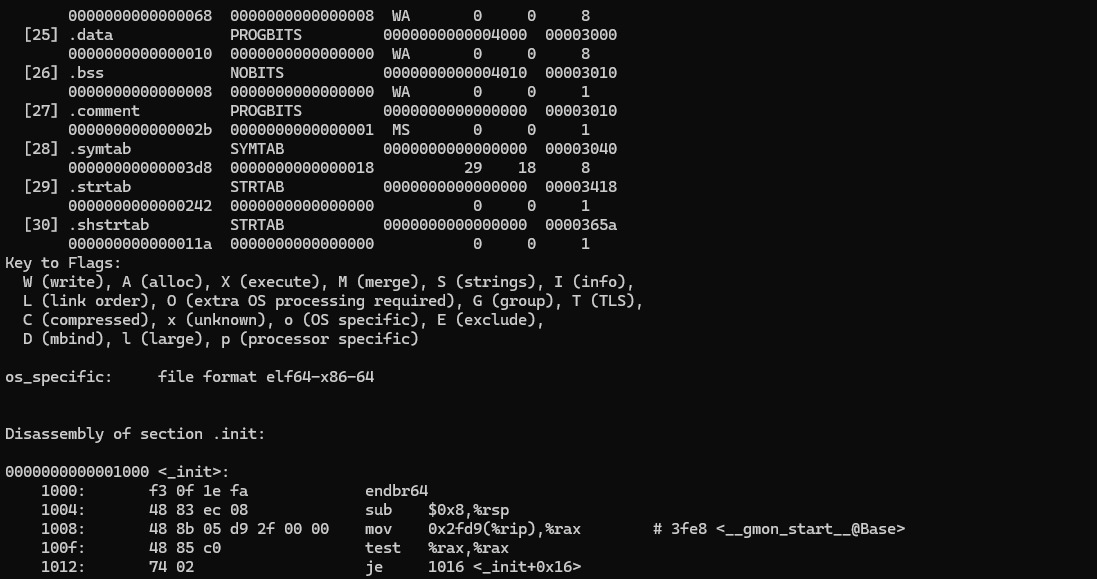 0000000000000068  0000000000000008  WA       0     0     8
  [25] .data             PROGBITS         0000000000004000  00003000
       0000000000000010  0000000000000000  WA       0     0     8
  [26] .bss              NOBITS           0000000000004010  00003010
       0000000000000008  0000000000000000  WA       0     0     1
  [27] .comment          PROGBITS         0000000000000000  00003010
       000000000000002b  0000000000000001  MS       0     0     1
  [28] .symtab           SYMTAB           0000000000000000  00003040
       00000000000003d8  0000000000000018          29    18     8
  [29] .strtab           STRTAB           0000000000000000  00003418
       0000000000000242  0000000000000000           0     0     1
  [30] .shstrtab         STRTAB           0000000000000000  0000365a
       000000000000011a  0000000000000000           0     0     1
Key to Flags:
  W (write), A (alloc), X (execute), M (merge), S (strings), I (info),
  L (link order), O (extra OS processing required), G (group), T (TLS),
  C (compressed), x (unknown), o (OS specific), E (exclude),
  D (mbind), l (large), p (processor specific)
os_specific:     file format elf64-x86-64
Disassembly of section .init:
0000000000001000 <_init>:
    1000:       f3 0f 1e fa             endbr64
    1004:       48 83 ec 08             sub    $0x8,%rsp
    1008:       48 8b 05 d9 2f 00 00    mov    0x2fd9(%rip),%rax        # 3fe8 <__gmon_start__@Base>
    100f:       48 85 c0                test   %rax,%rax
    1012:       74 02                   je     1016 <_init+0x16>